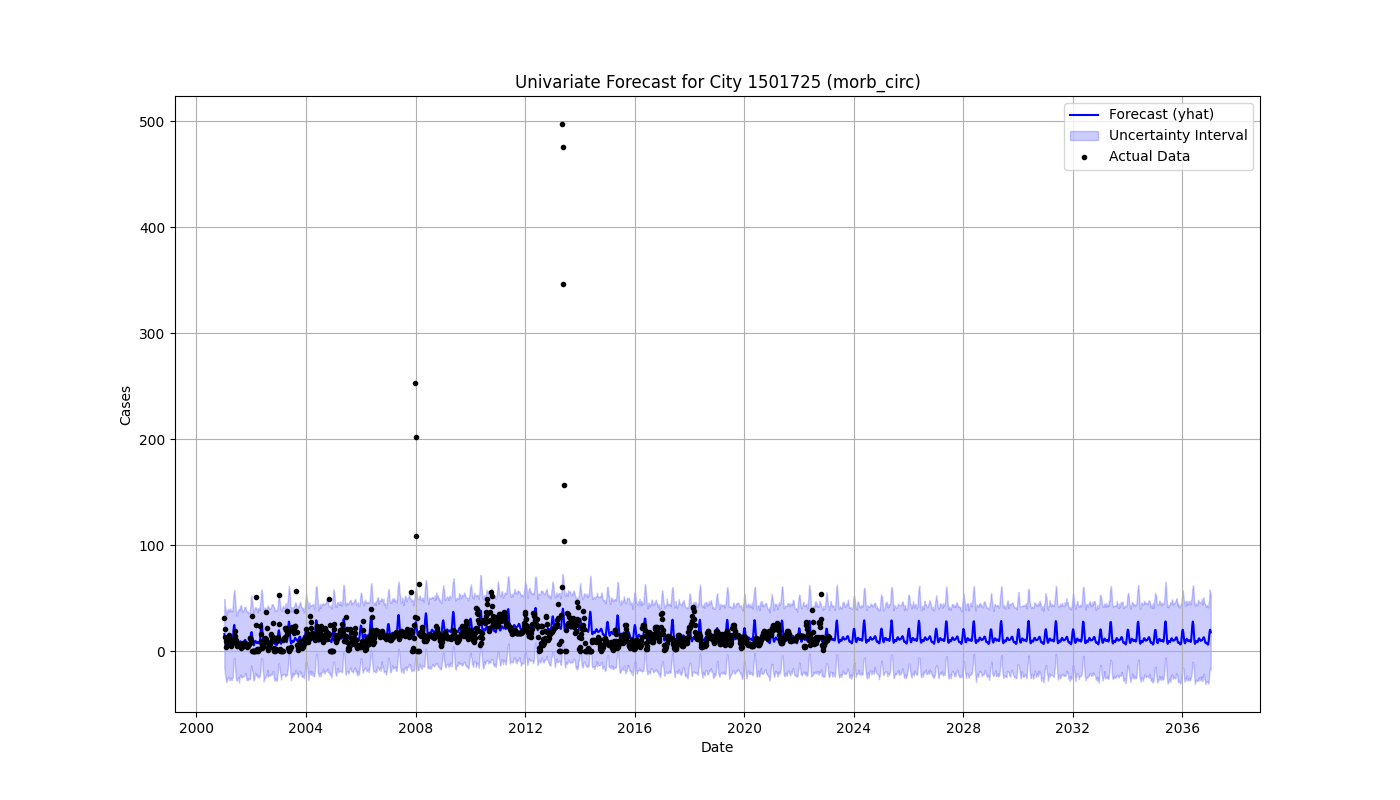 Univariate Forecast for City 1501725 (morb_circ)
Forecast (yhat)
Uncertainty Interval
Actual Data
500
400
300
200
100
0
Cases
2000 2004 2008 2012 2016 2020 2024 2028 2032 2036
Date